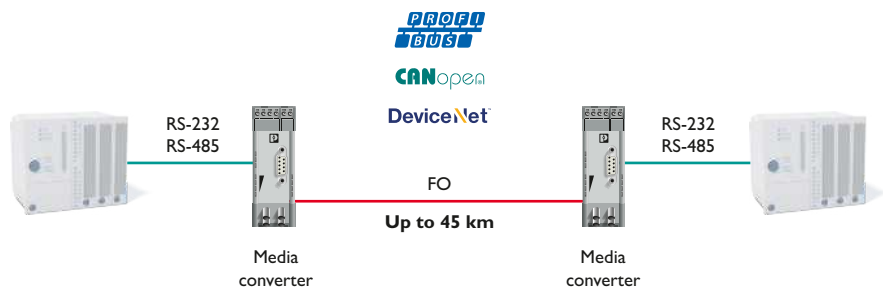 PROFI
BUS
CANopen
DeviceNet
RS-232
RS-485
RS-232
RS-485
FO
Up to 45 km
Media
converter
Media
converter